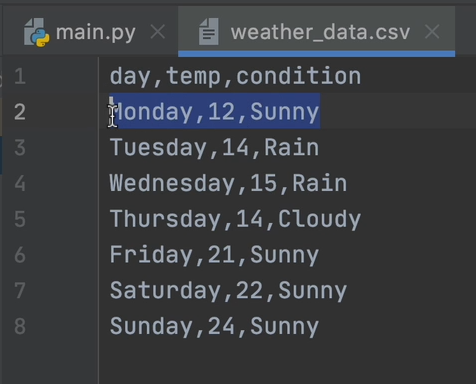 main.py weather_data.csv
1 day,temp,condition
2 Monday,12,Sunny
3 Tuesday,14,Rain
4 Wednesday,15,Rain
5 Thursday,14,Cloudy
6 Friday,21,Sunny
7 Saturday,22,Sunny
8 Sunday,24,Sunny